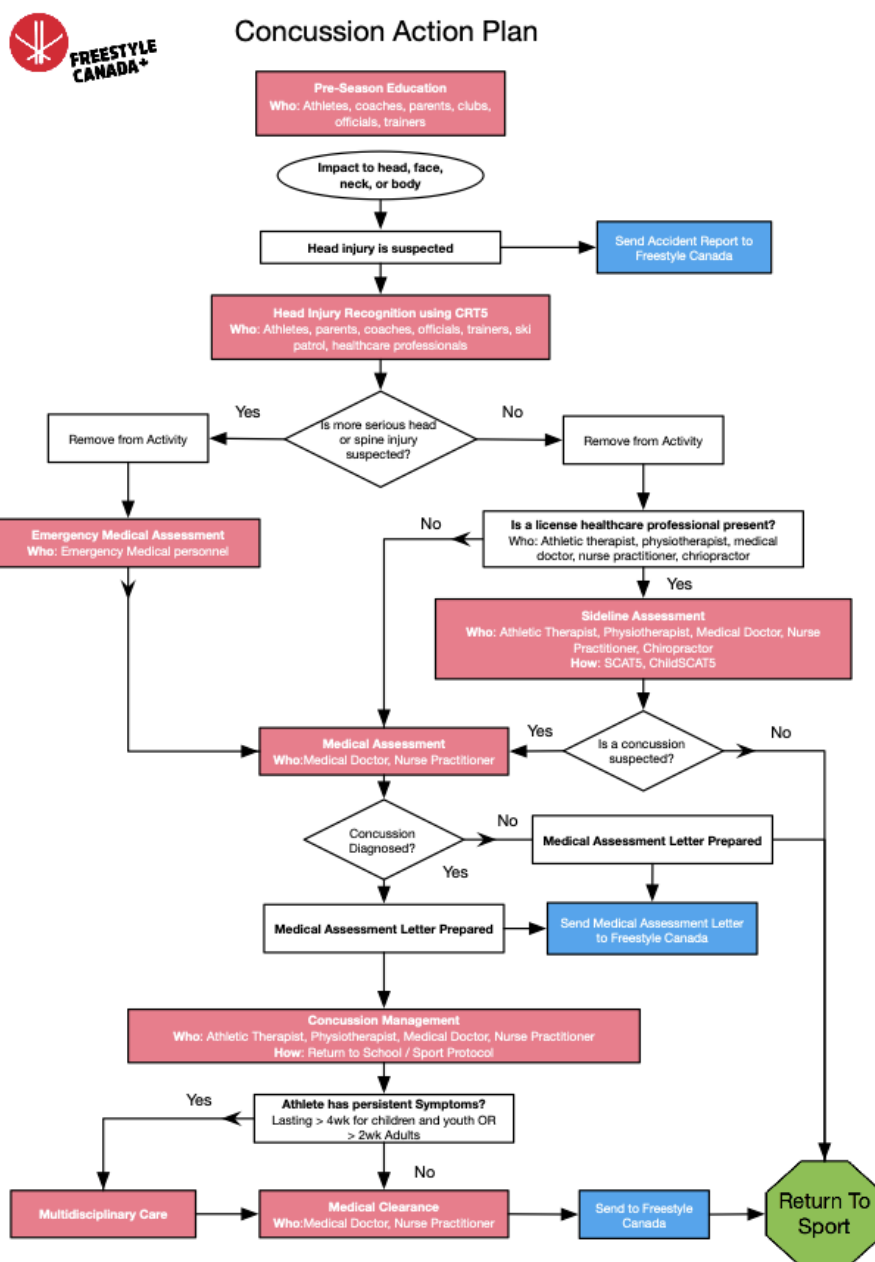 FREESTYLE
CANADA+
Concussion Action Plan
Pre-Season Education
Who: Athletes, coaches, parents, clubs,
officials, trainers
Impact to head, face,
neck, or body
Head injury is suspected
Send Accident Report to
Freestyle Canada
Head Injury Recognition using CRT5
Who: Athletes, parents, coaches, officials, trainers, ski
patrol, healthcare professionals
Yes
No
Remove from Activity
Is more serious head
or spine injury
suspected?
Remove from Activity
No
Is a license healthcare professional present?
Who: Athletic therapist, physiotherapist, medical
doctor, nurse practitioner, chriopractor
Emergency Medical Assessment
Who: Emergency Medical personnel
Yes
Sideline Assessment
Who: Athletic Therapist, Physiotherapist, Medical Doctor, Nurse
Practitioner, Chiropractor
How: SCAT5, ChildSCAT5
Medical Assessment
Who:Medical Doctor, Nurse Practitioner
Yes
Is a concussion
suspected?
No
Concussion
Diagnosed?
No
Medical Assessment Letter Prepared
Yes
Medical Assessment Letter Prepared
Send Medical Assessment Letter
to Freestyle Canada
Concussion Management
Who: Athletic Therapist, Physiotherapist, Medical Doctor, Nurse Practitioner
How: Return to School / Sport Protocol
Yes
Athlete has persistent Symptoms?
Lasting > 4wk for children and youth OR
> 2wk Adults
No
Multidisciplinary Care
Medical Clearance
Who:Medical Doctor, Nurse Practitioner
Send to Freestyle
Canada
Return To
Sport